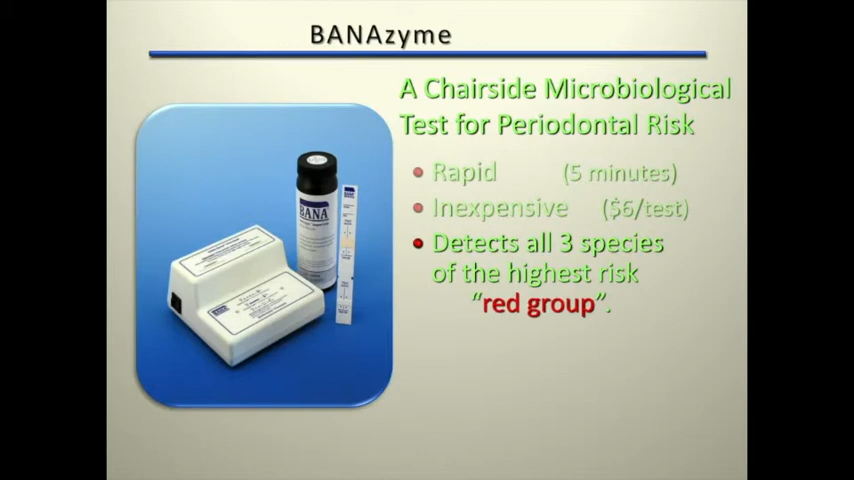 BANAzyme
A Chairside Microbiological
Test for Periodontal Risk
Rapid (5 minutes)
Inexpensive ($6/test)
Detects all 3 species
of the highest risk
“red group”.
BANA